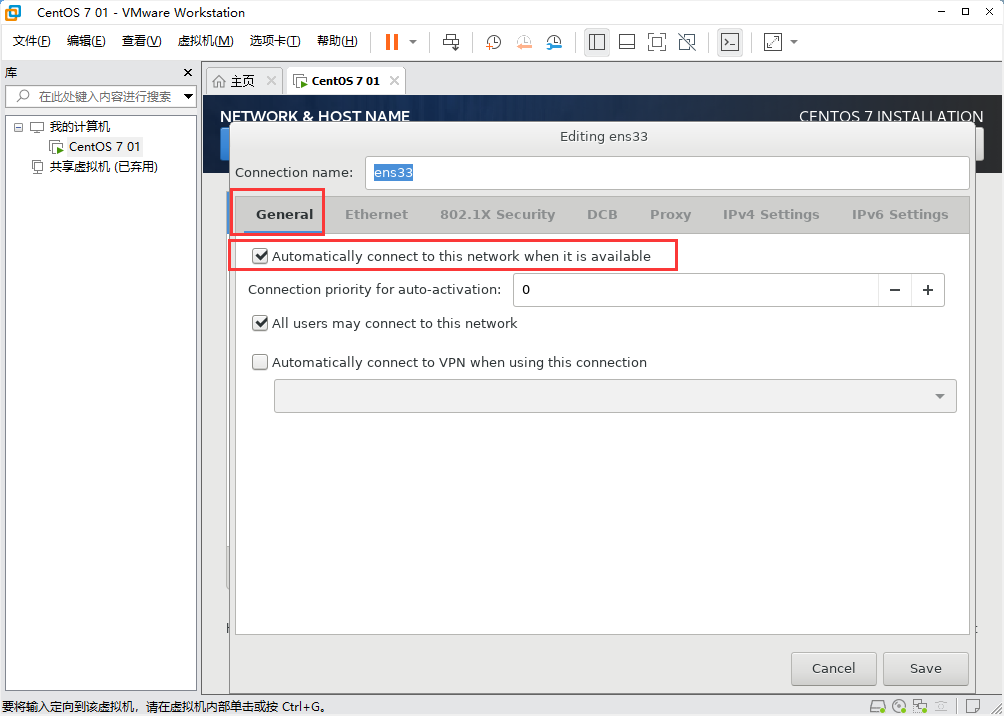 CentOS 7 01 - VMware Workstation
文件(F) 编辑(E) 查看(V) 虚拟机(M) 选项卡(T) 帮助(H)
库
在此处键入内容进行搜索
我的计算机
CentOS 7 01
共享虚拟机 (已弃用)
主页 CentOS 7 01
NETWORK & HOST NAME CENTOS 7 INSTALLATION
Editing ens33
Connection name: ens33
General Ethernet 802.1X Security DCB Proxy IPv4 Settings IPv6 Settings
Automatically connect to this network when it is available
Connection priority for auto-activation: 0
All users may connect to this network
Automatically connect to VPN when using this connection
Cancel Save
要将输入定向到该虚拟机，请在虚拟机内部单击或按 Ctrl+G。